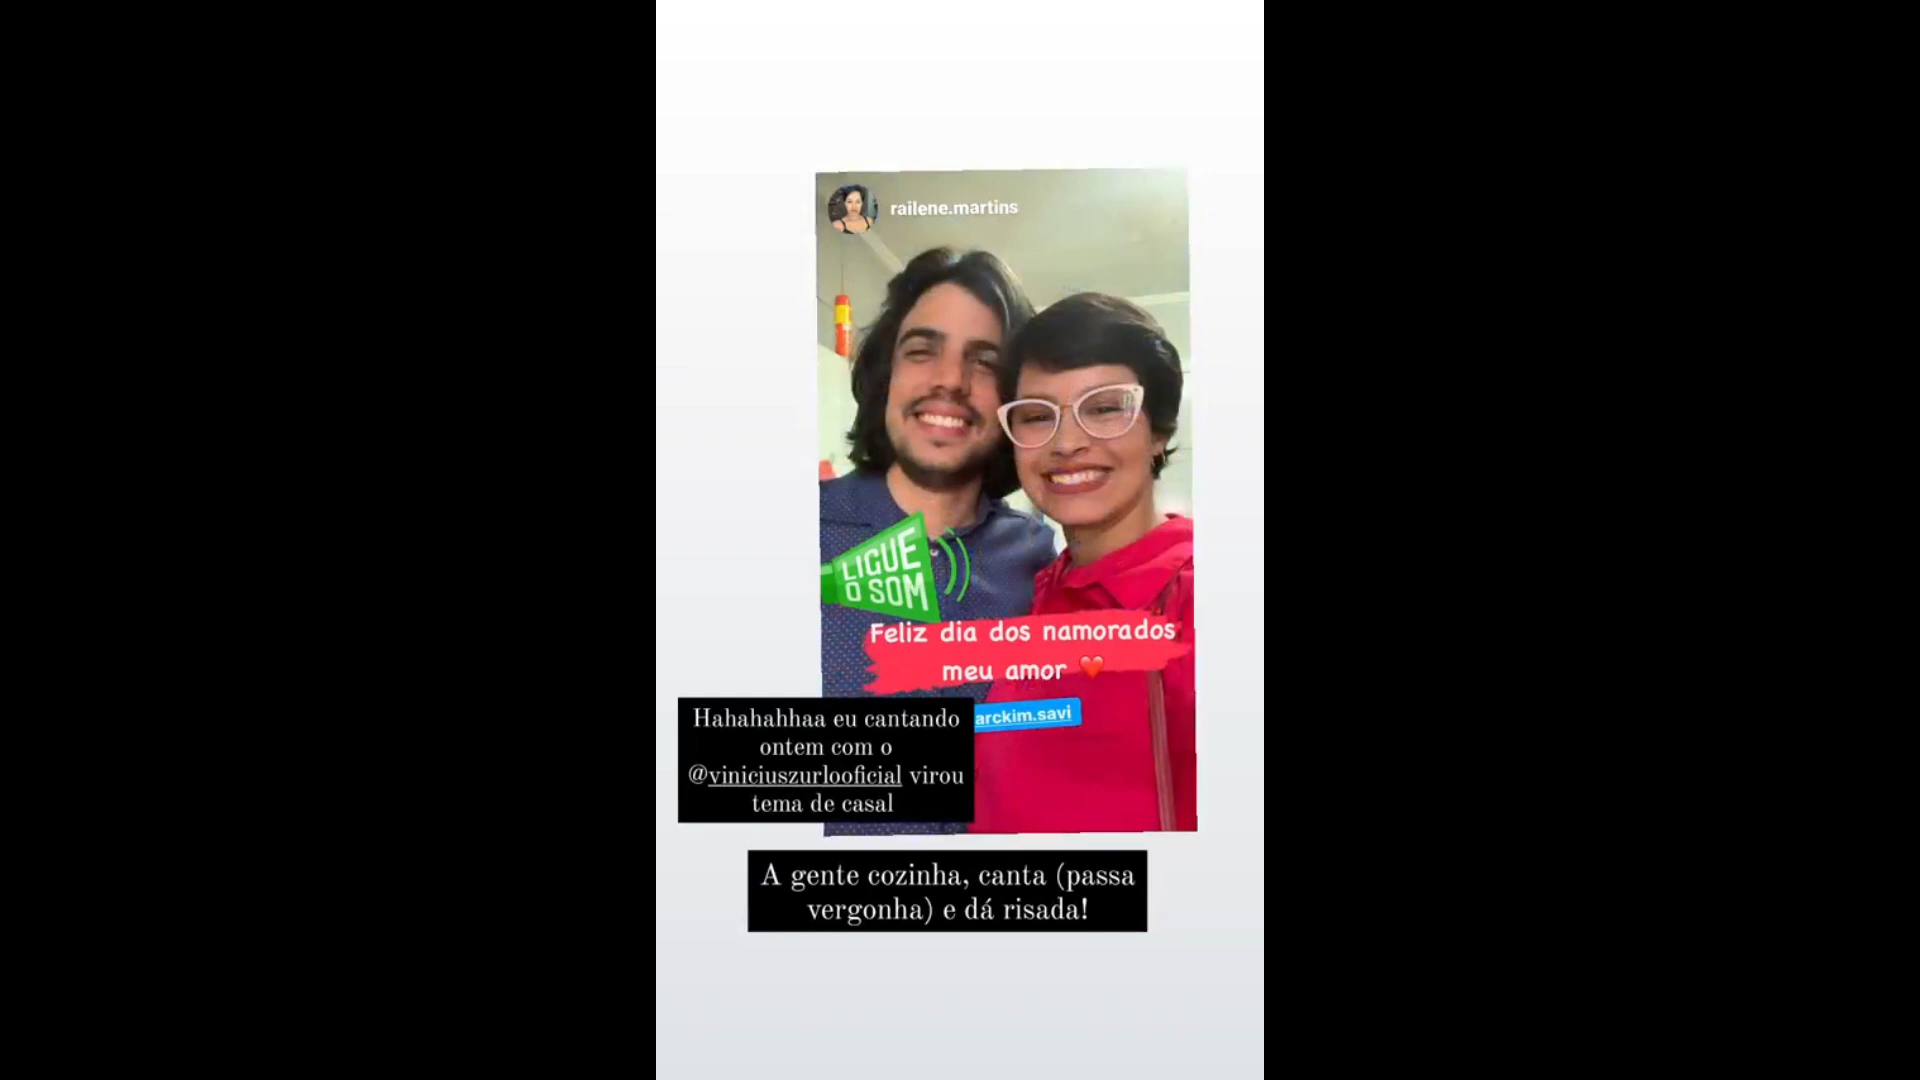 railene.martins
LIGUE
O SOM
Feliz dia dos namorados
meu amor ❤️
arckim.savi
Hahahahhaa eu cantando
ontem com o
@viniciuszurlooficial virou
tema de casal
A gente cozinha, canta (passa
vergonha) e dá risada!